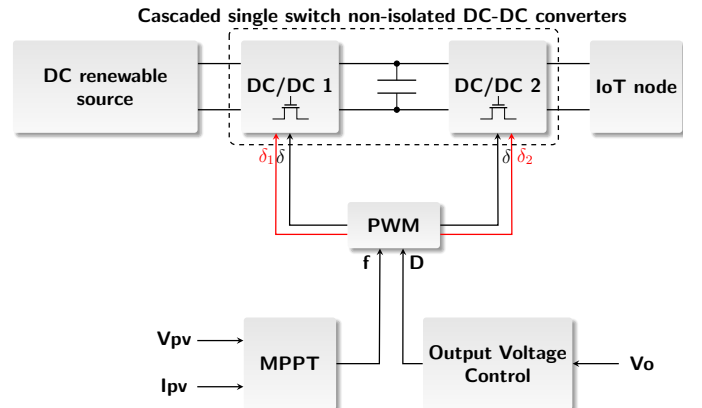 Cascaded single switch non-isolated DC-DC converters
DC renewable
source
DC/DC 1
DC/DC 2
IoT node
δ1 δ
δ δ2
PWM
f
D
Vpv
Ipv
MPPT
Output Voltage
Control
Vo